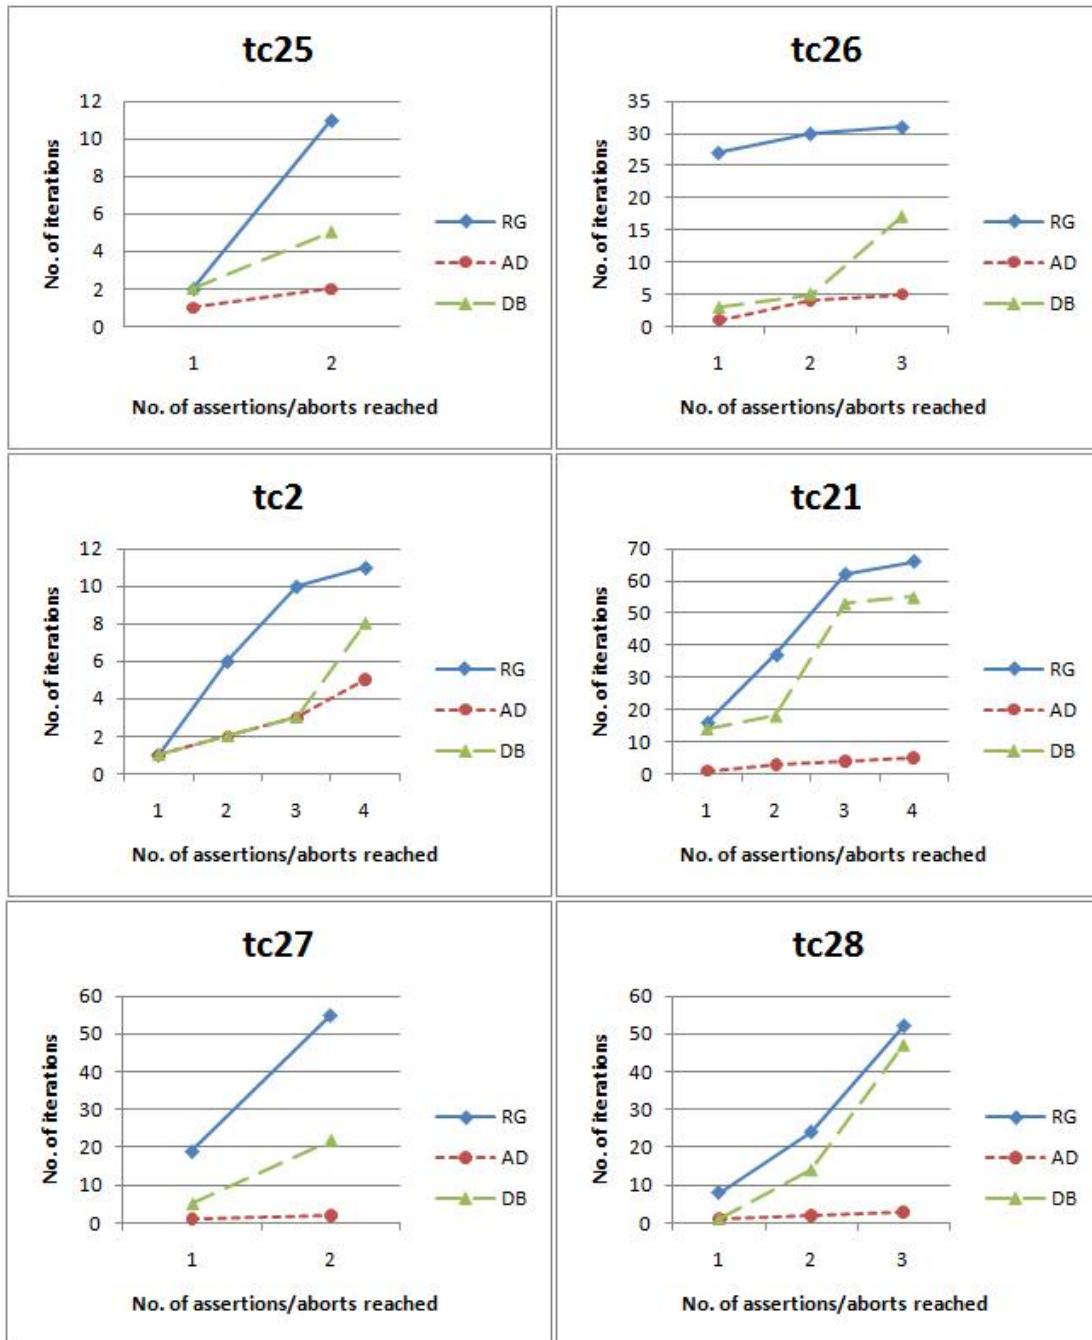 tc25
12
10
8
6
4
2
0
No. of iterations
1 2
No. of assertions/aborts reached
RG
AD
DB
tc26
35
30
25
20
15
10
5
0
No. of iterations
1 2 3
No. of assertions/aborts reached
RG
AD
DB
tc2
12
10
8
6
4
2
0
No. of iterations
1 2 3 4
No. of assertions/aborts reached
RG
AD
DB
tc21
70
60
50
40
30
20
10
0
No. of iterations
1 2 3 4
No. of assertions/aborts reached
RG
AD
DB
tc27
60
50
40
30
20
10
0
No. of iterations
1 2
No. of assertions/aborts reached
RG
AD
DB
tc28
60
50
40
30
20
10
0
No. of iterations
1 2 3
No. of assertions/aborts reached
RG
AD
DB